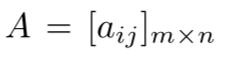 A = [a_{ij}]_{m×n}